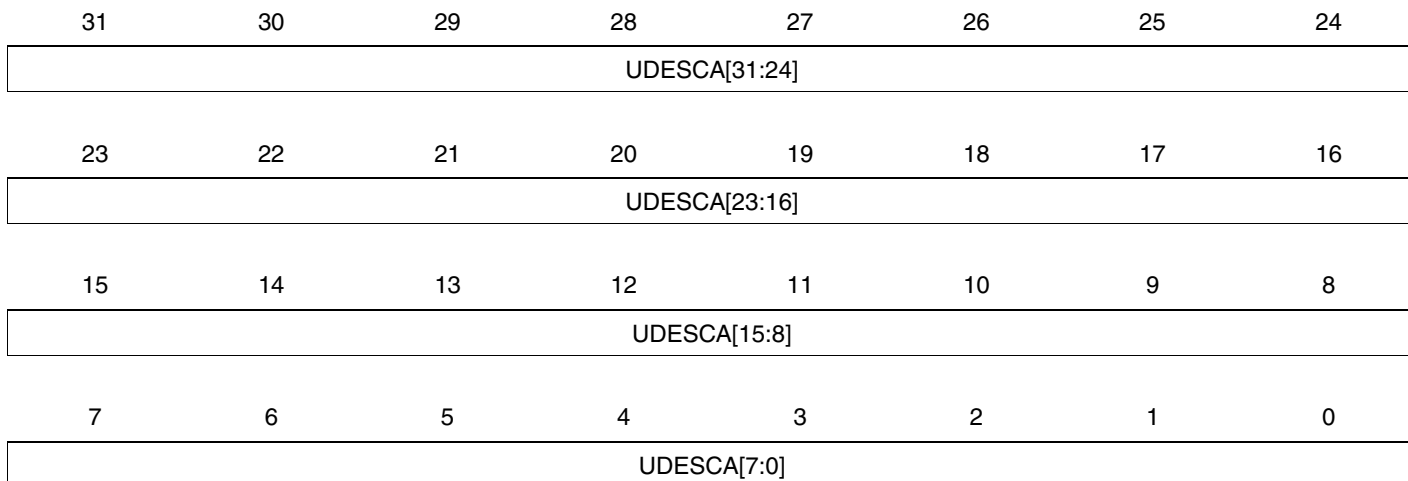 31 30 29 28 27 26 25 24
UDESCA[31:24]
23 22 21 20 19 18 17 16
UDESCA[23:16]
15 14 13 12 11 10 9 8
UDESCA[15:8]
7 6 5 4 3 2 1 0
UDESCA[7:0]